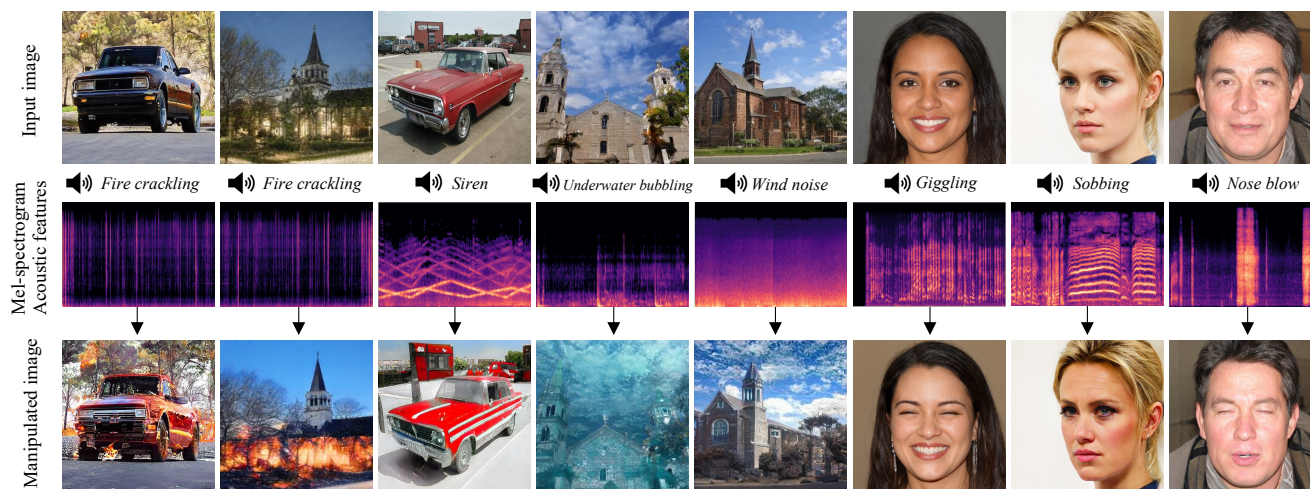 Input image
Fire crackling
Fire crackling
Siren
Underwater bubbling
Wind noise
Giggling
Sobbing
Nose blow
Mel-spectrogram
Acoustic features
Manipulated image